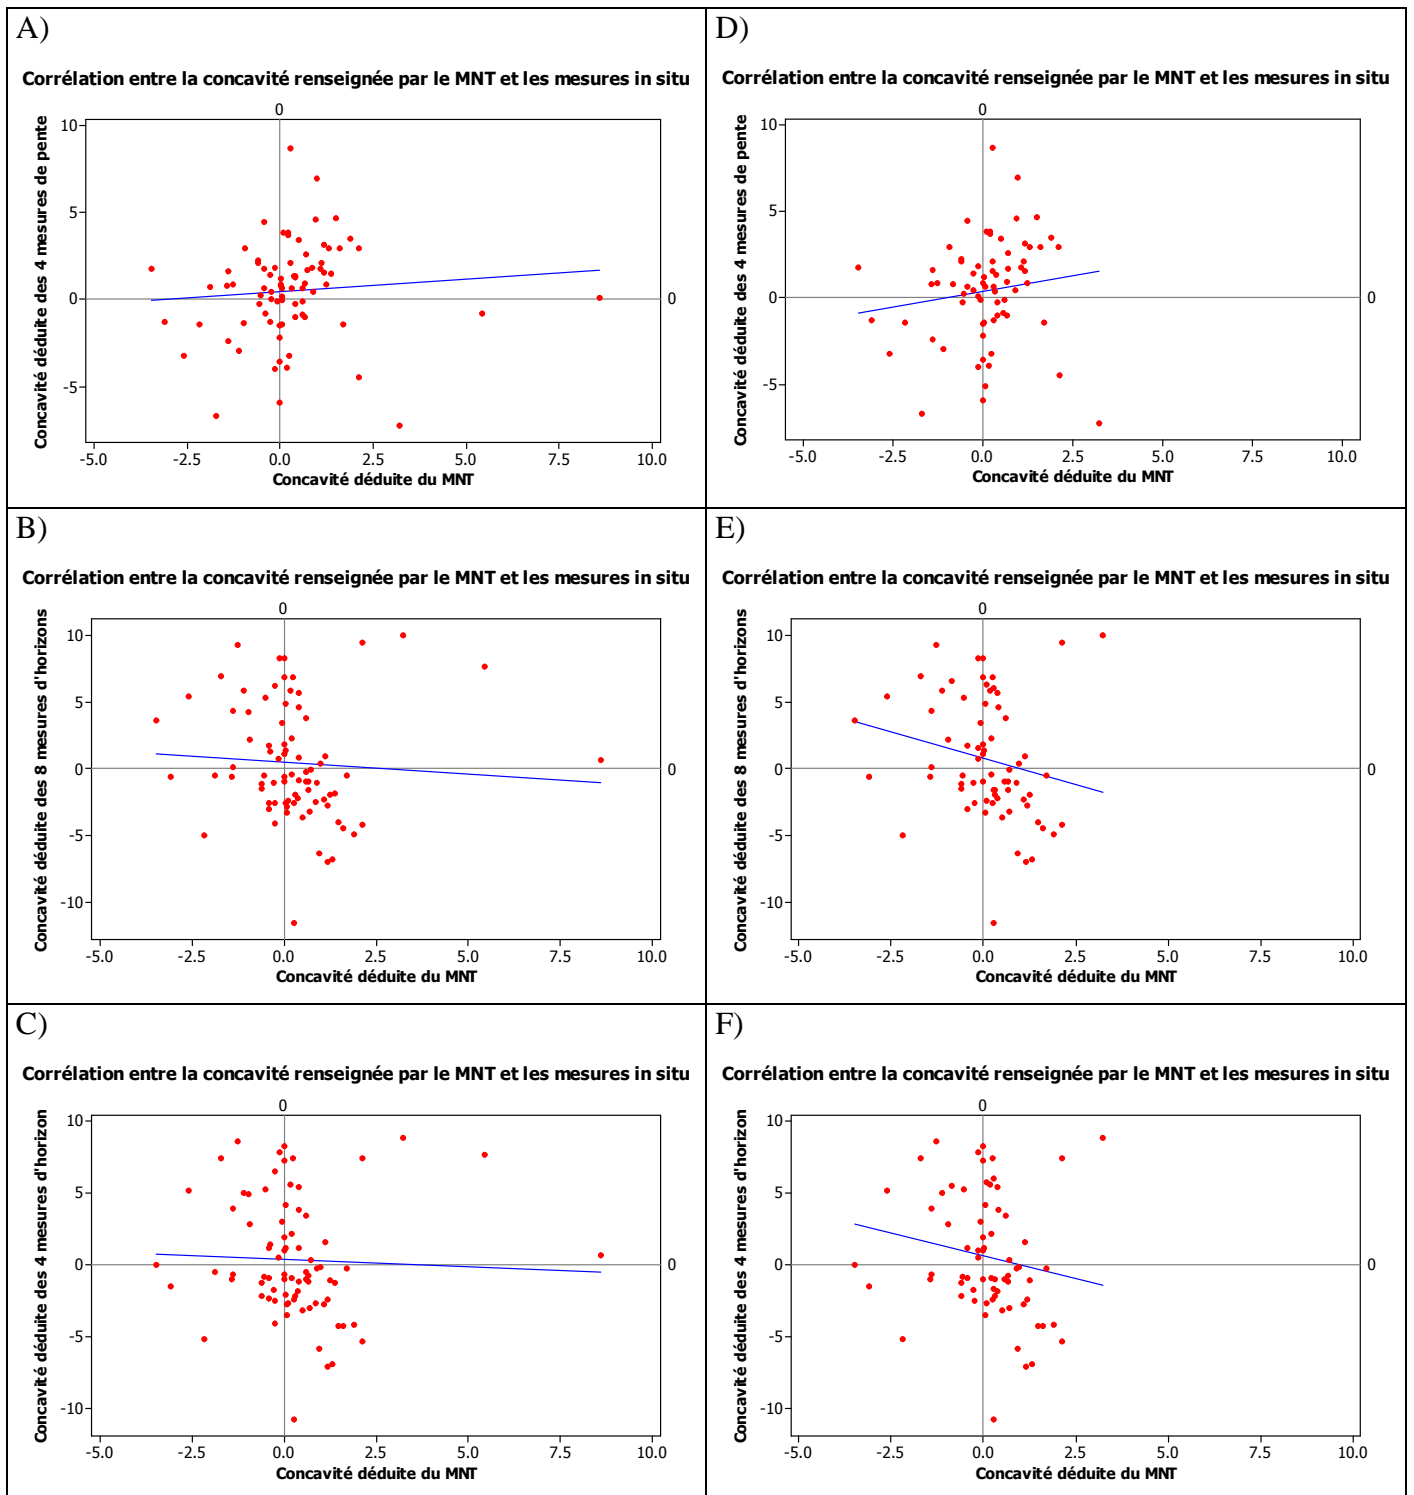 A)
Corrélation entre la concavité renseignée par le MNT et les mesures in situ
0
Concavité déduite des 4 mesures de pente
10
5
0
-5
0
-5.0 -2.5 0.0 2.5 5.0 7.5 10.0
Concavité déduite du MNT
D)
Corrélation entre la concavité renseignée par le MNT et les mesures in situ
0
Concavité déduite des 4 mesures de pente
10
5
0
-5
0
-5.0 -2.5 0.0 2.5 5.0 7.5 10.0
Concavité déduite du MNT
B)
Corrélation entre la concavité renseignée par le MNT et les mesures in situ
0
Concavité déduite des 8 mesures d'horizons
10
5
0
-5
-10
0
-5.0 -2.5 0.0 2.5 5.0 7.5 10.0
Concavité déduite du MNT
E)
Corrélation entre la concavité renseignée par le MNT et les mesures in situ
0
Concavité déduite des 8 mesures d'horizons
10
5
0
-5
-10
0
-5.0 -2.5 0.0 2.5 5.0 7.5 10.0
Concavité déduite du MNT
C)
Corrélation entre la concavité renseignée par le MNT et les mesures in situ
0
Concavité déduite des 4 mesures d'horizon
10
5
0
-5
-10
0
-5.0 -2.5 0.0 2.5 5.0 7.5 10.0
Concavité déduite du MNT
F)
Corrélation entre la concavité renseignée par le MNT et les mesures in situ
0
Concavité déduite des 4 mesures d'horizon
10
5
0
-5
-10
0
-5.0 -2.5 0.0 2.5 5.0 7.5 10.0
Concavité déduite du MNT